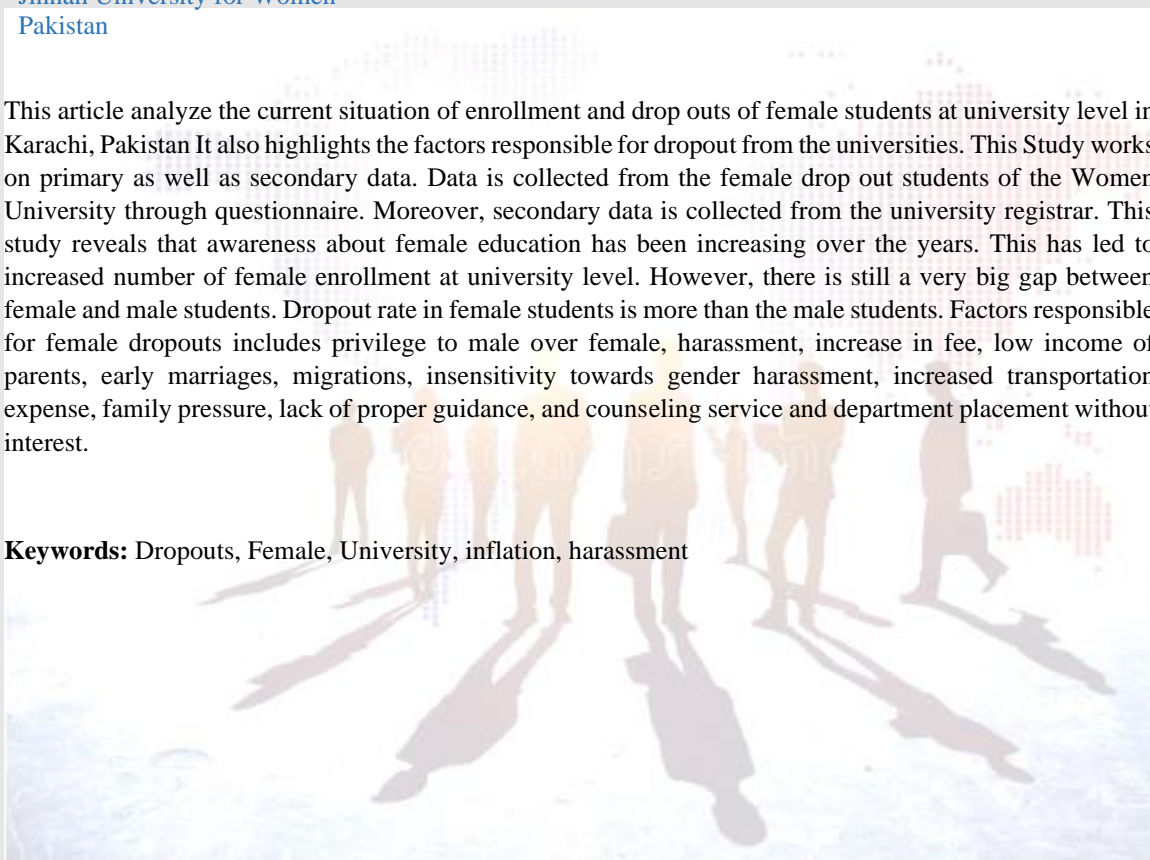 Jinnah University for Women
Pakistan
This article analyze the current situation of enrollment and drop outs of female students at university level in
Karachi, Pakistan It also highlights the factors responsible for dropout from the universities. This Study works
on primary as well as secondary data. Data is collected from the female drop out students of the Women
University through questionnaire. Moreover, secondary data is collected from the university registrar. This
study reveals that awareness about female education has been increasing over the years. This has led to
increased number of female enrollment at university level. However, there is still a very big gap between
female and male students. Dropout rate in female students is more than the male students. Factors responsible
for female dropouts includes privilege to male over female, harassment, increase in fee, low income of
parents, early marriages, migrations, insensitivity towards gender harassment, increased transportation
expense, family pressure, lack of proper guidance, and counseling service and department placement without
interest.
Keywords: Dropouts, Female, University, inflation, harassment